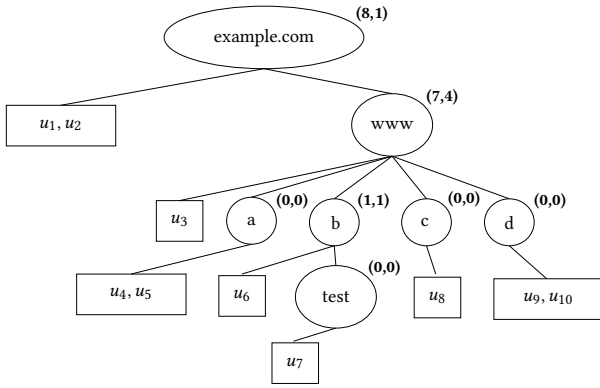 (8,1)
example.com
(7,4)
u1, u2
www
(0,0)
(1,1)
(0,0)
(0,0)
u3
a
b
c
d
(0,0)
u4, u5
u6
test
u8
u9, u10
u7